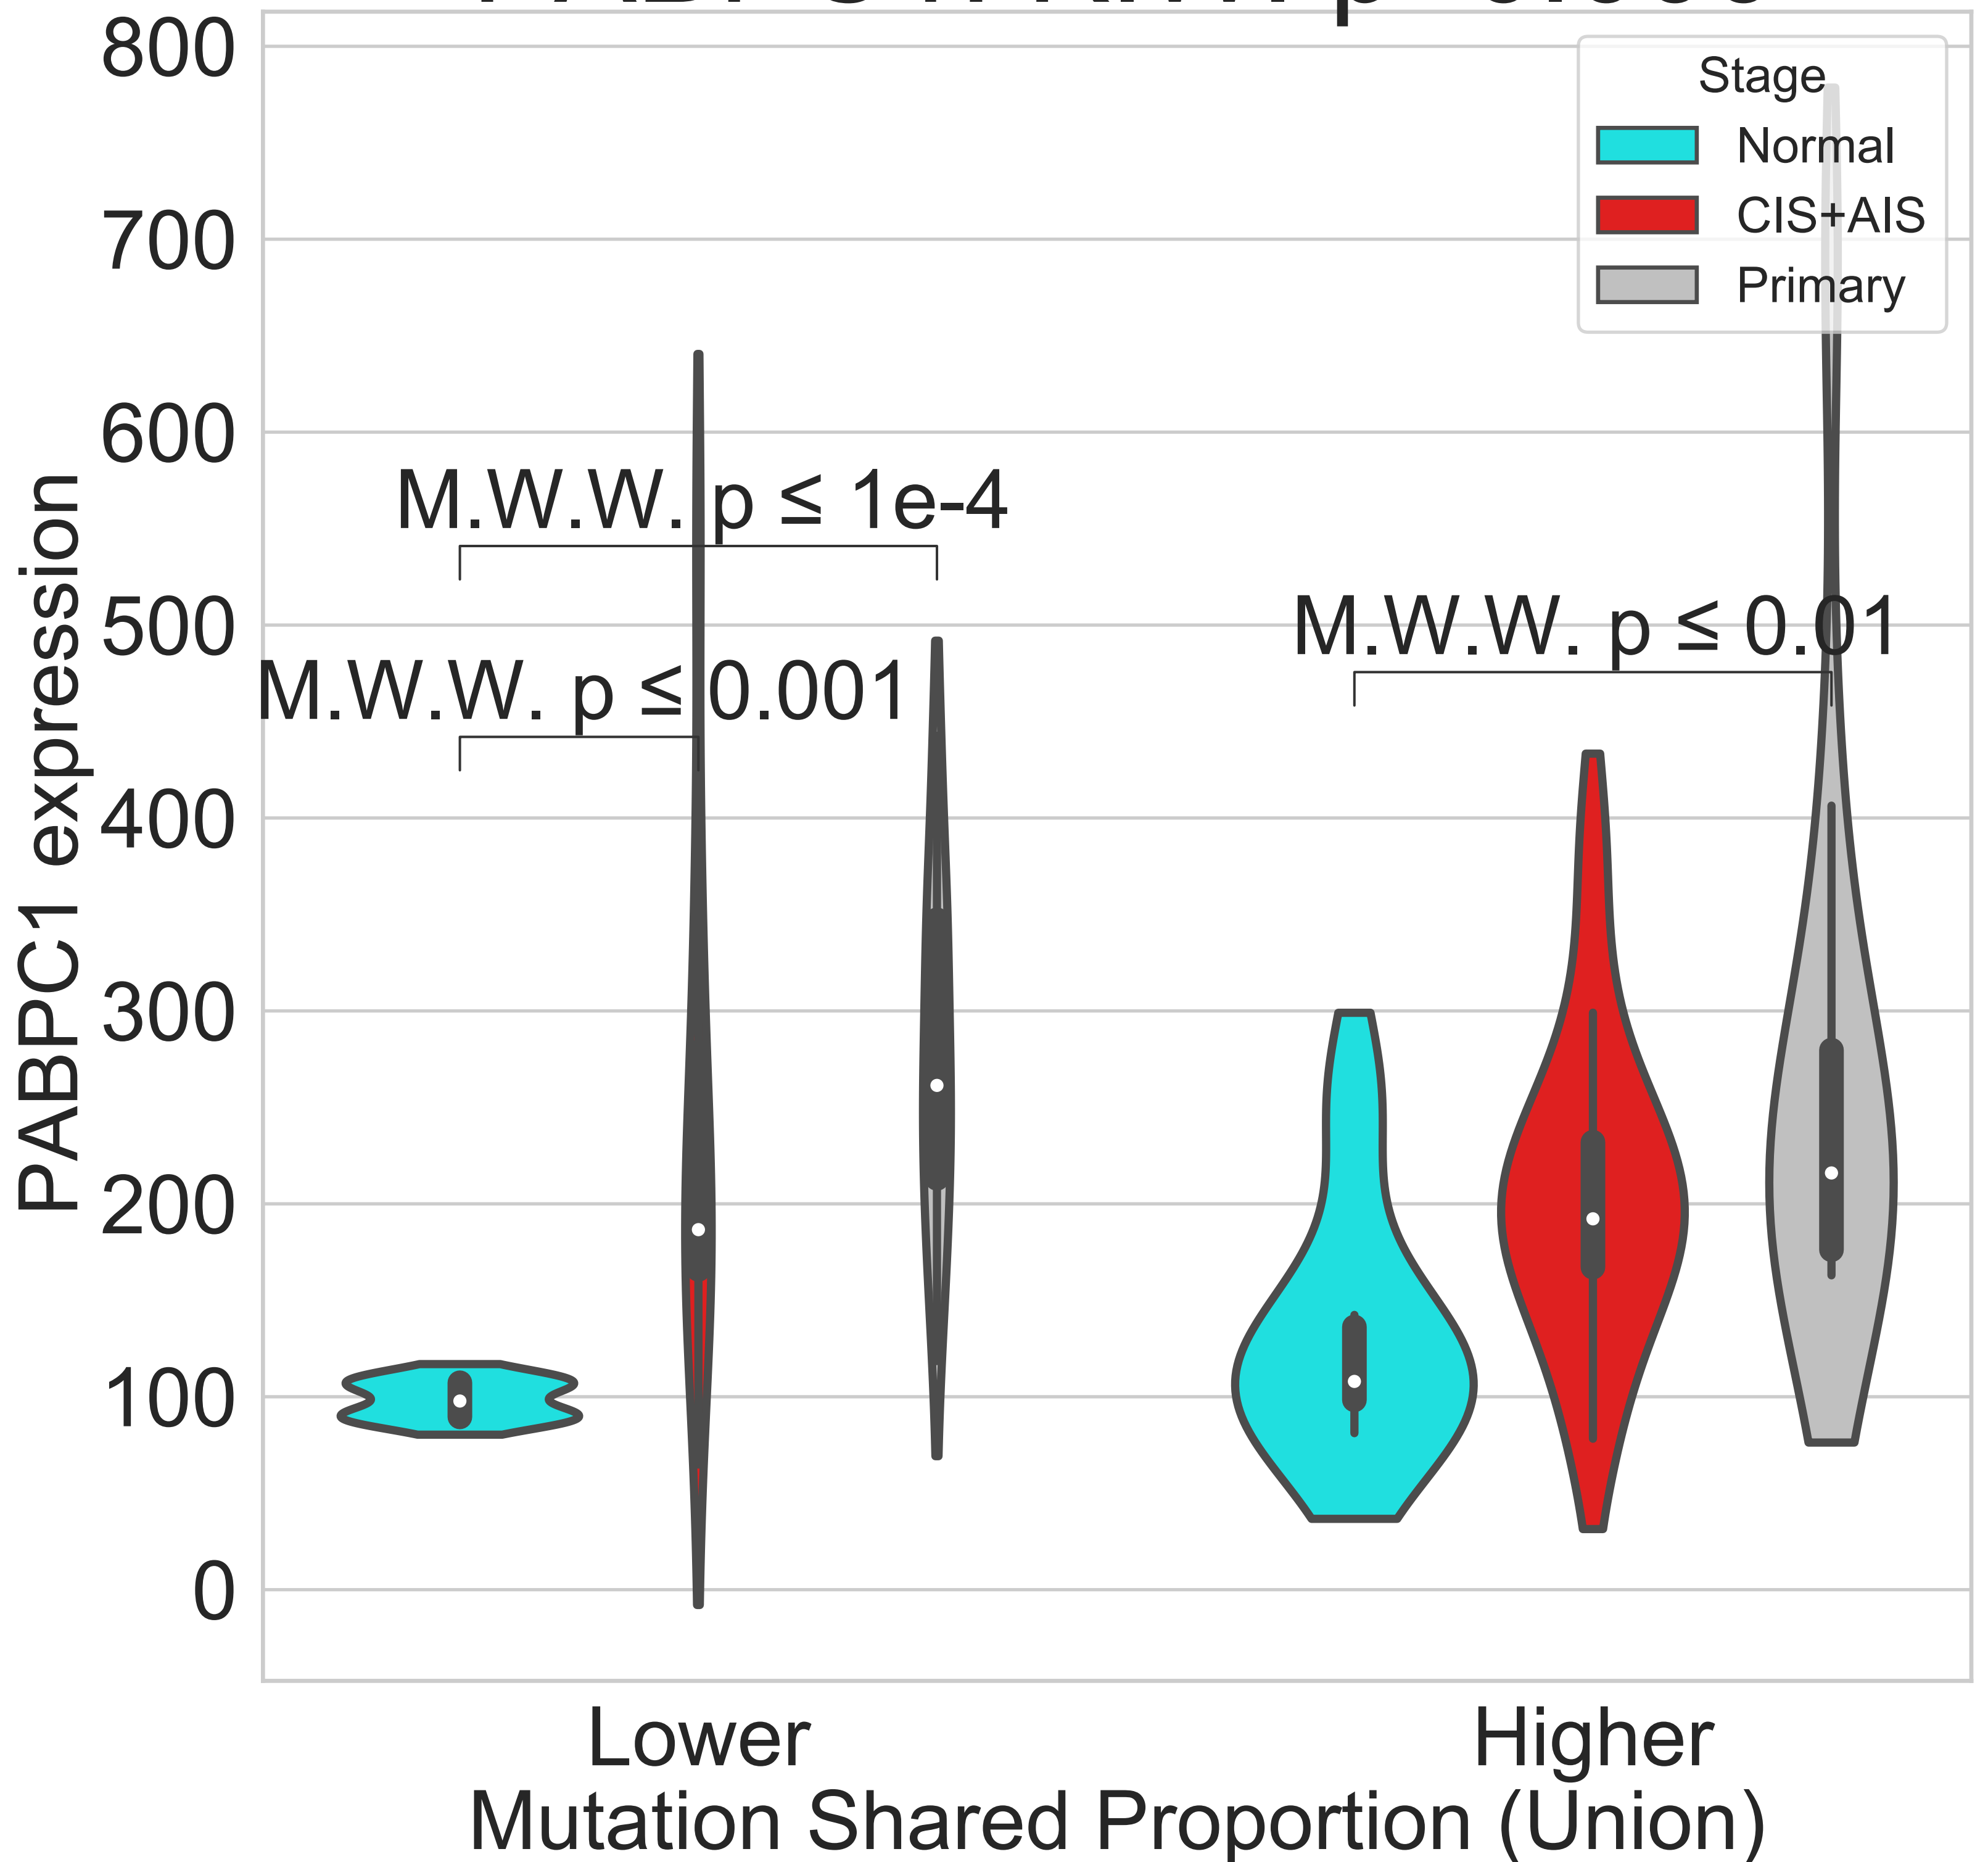 800
700
600
500
400
300
200
100
0
PABPC1 expression
Stage
Normal
CIS+AIS
Primary
M.W.W. p ≤ 1e-4
M.W.W. p ≤ 0.001
M.W.W. p ≤ 0.01
Lower
Higher
Mutation Shared Proportion (Union)